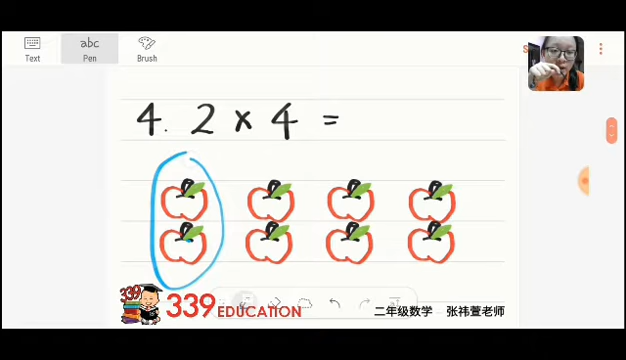 Text
abc
Pen
Brush
4. 2 × 4 =
339
339 EDUCATION
二年级数学 张祎萱老师